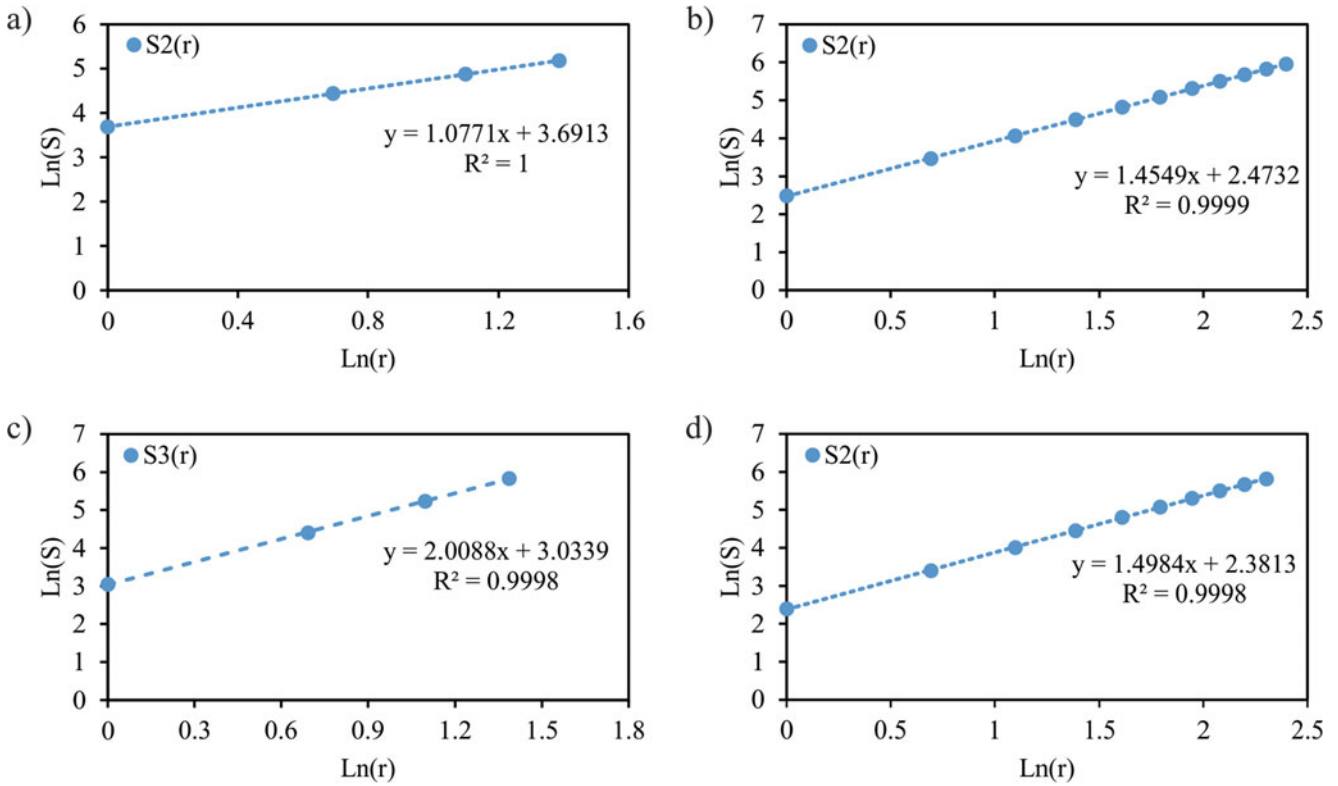 a)
6
5
4
3
2
1
0
Ln(S)
S2(r)
y = 1.0771x + 3.6913
R² = 1
0 0.4 0.8 1.2 1.6
Ln(r)
b)
7
6
5
4
3
2
1
0
Ln(S)
S2(r)
y = 1.4549x + 2.4732
R² = 0.9999
0 0.5 1 1.5 2 2.5
Ln(r)
c)
7
6
5
4
3
2
1
0
Ln(S)
S3(r)
y = 2.0088x + 3.0339
R² = 0.9998
0 0.3 0.6 0.9 1.2 1.5 1.8
Ln(r)
d)
7
6
5
4
3
2
1
0
Ln(S)
S2(r)
y = 1.4984x + 2.3813
R² = 0.9998
0 0.5 1 1.5 2 2.5
Ln(r)